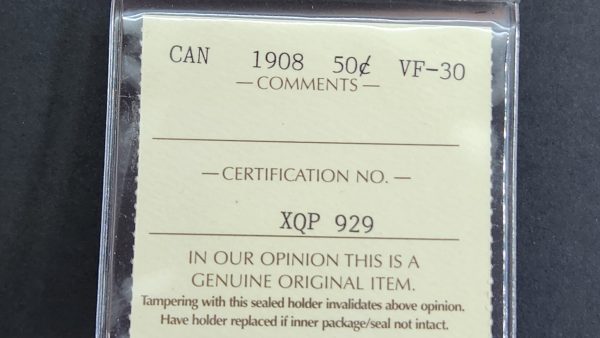 CAN 1908 50¢ VF-30
— COMMENTS —
— CERTIFICATION NO. —
XQP 929
IN OUR OPINION THIS IS A
GENUINE ORIGINAL ITEM.
Tampering with this sealed holder invalidates above opinion.
Have holder replaced if inner package/seal not intact.